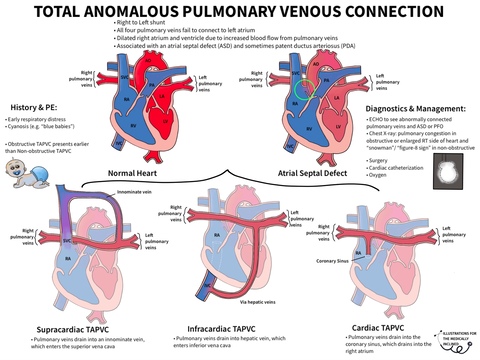 TOTAL ANOMALOUS PULMONARY VENOUS CONNECTION
• Right to Left shunt
• All four pulmonary veins fail to connect to left atrium
• Dilated right atrium and ventricle due to increased blood flow from pulmonary veins
• Associated with an atrial septal defect (ASD) and sometimes patent ductus arteriosus (PDA)
Right
pulmonary
veins
SVC
AO
PA
LA
RA
LV
RV
IVC
Left
pulmonary
veins
Normal Heart
Right
pulmonary
veins
SVC
AO
PA
LA
RA
LV
RV
IVC
Left
pulmonary
veins
Atrial Septal Defect
History & PE:
• Early respiratory distress
• Cyanosis (e.g. "blue babies")
• Obstructive TAPVC presents earlier
than Non-obstructive TAPVC
Diagnostics & Management:
• ECHO to see abnormally connected
pulmonary veins and ASD or PFO
• Chest X-ray: pulmonary congestion in
obstructive or enlarged RT side of heart and
"snowman"/ "figure-8 sign" in non-obstructive
• Surgery
• Cardiac catheterization
• Oxygen
Innominate vein
Right
pulmonary
veins
SVC
RA
Left
pulmonary
veins
Supracardiac TAPVC
• Pulmonary veins drain into an innominate vein,
which enters the superior vena cava
Right
pulmonary
veins
RA
IVC
Left
pulmonary
veins
Via hepatic veins
Infracardiac TAPVC
• Pulmonary veins drain into hepatic vein, which
enters inferior vena cava
Right
pulmonary
veins
RA
Coronary Sinus
Left
pulmonary
veins
Cardiac TAPVC
• Pulmonary veins drain into the
coronary sinus, which drains into the
right atrium
ILLUSTRATIONS
FOR THE
MEDICALLY
INCLINED